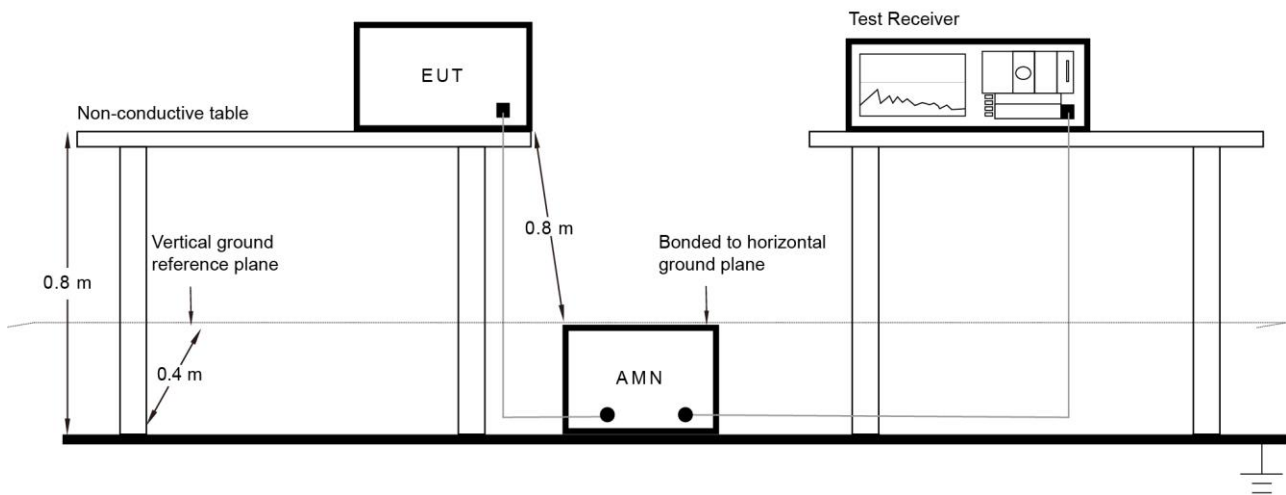 Test Receiver
EUT
Non-conductive table
0.8 m
Vertical ground
reference plane
Bonded to horizontal
ground plane
0.8 m
0.4 m
AMN